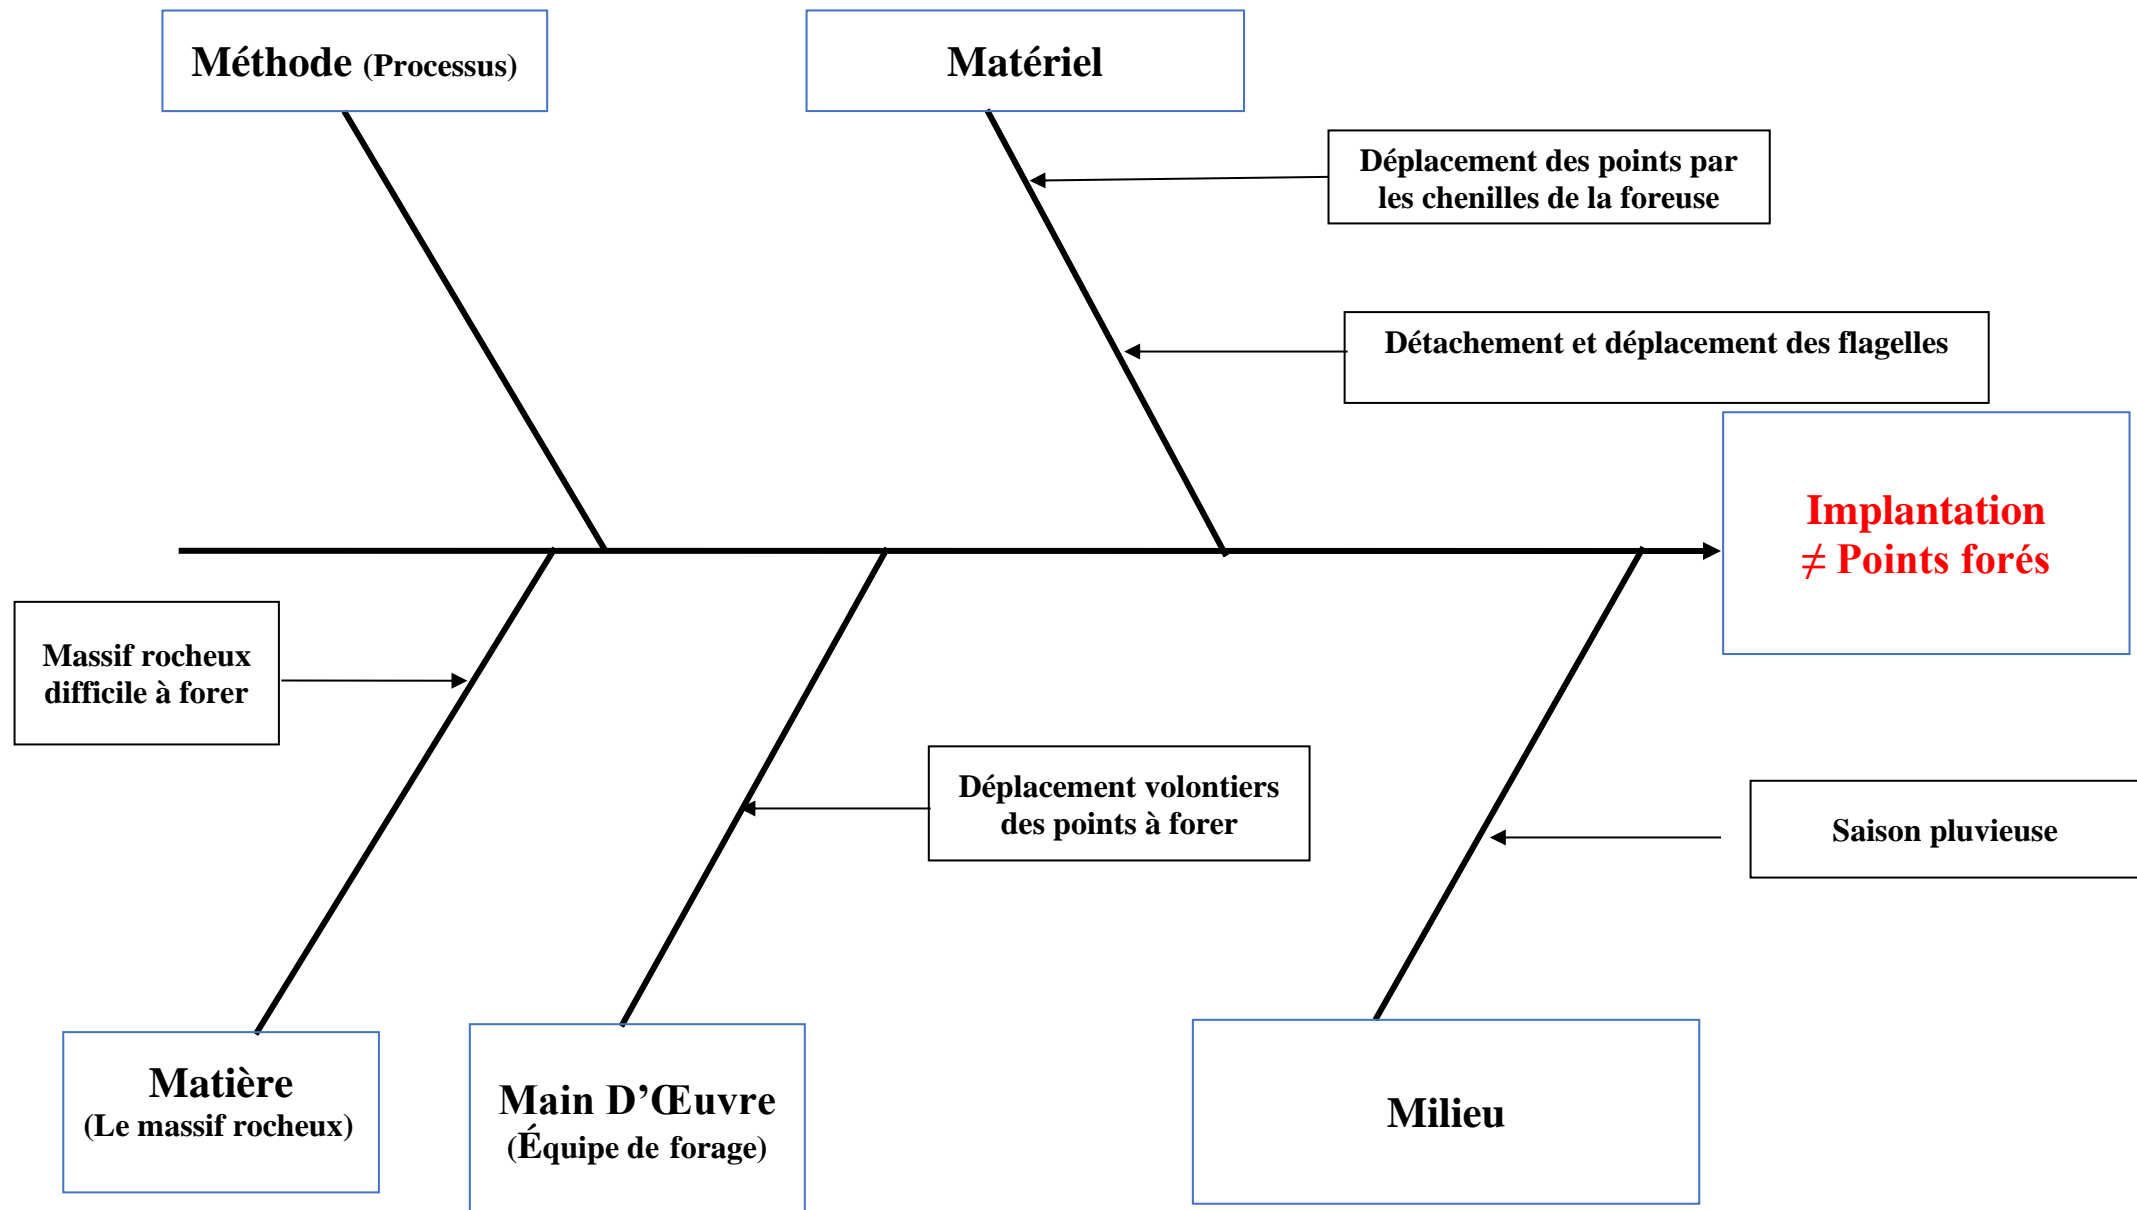 Méthode (Processus)
Matériel
Déplacement des points par
les chenilles de la foreuse
Détachement et déplacement des flagelles
Implantation
≠ Points forés
Massif rocheux
difficile à forer
Déplacement volontiers
des points à forer
Saison pluvieuse
Matière
(Le massif rocheux)
Main D’Œuvre
(Équipe de forage)
Milieu